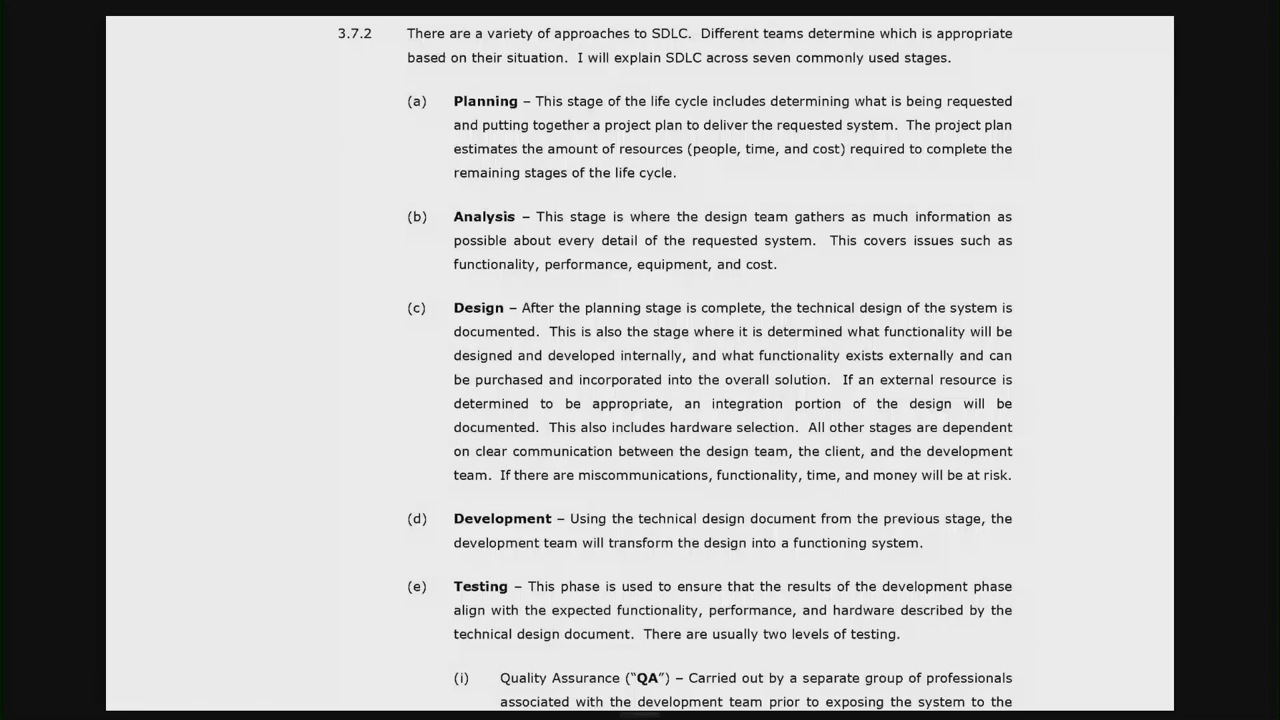 3.7.2 There are a variety of approaches to SDLC. Different teams determine which is appropriate
based on their situation. I will explain SDLC across seven commonly used stages.
(a) Planning – This stage of the life cycle includes determining what is being requested
and putting together a project plan to deliver the requested system. The project plan
estimates the amount of resources (people, time, and cost) required to complete the
remaining stages of the life cycle.
(b) Analysis – This stage is where the design team gathers as much information as
possible about every detail of the requested system. This covers issues such as
functionality, performance, equipment, and cost.
(c) Design – After the planning stage is complete, the technical design of the system is
documented. This is also the stage where it is determined what functionality will be
designed and developed internally, and what functionality exists externally and can
be purchased and incorporated into the overall solution. If an external resource is
determined to be appropriate, an integration portion of the design will be
documented. This also includes hardware selection. All other stages are dependent
on clear communication between the design team, the client, and the development
team. If there are miscommunications, functionality, time, and money will be at risk.
(d) Development – Using the technical design document from the previous stage, the
development team will transform the design into a functioning system.
(e) Testing – This phase is used to ensure that the results of the development phase
align with the expected functionality, performance, and hardware described by the
technical design document. There are usually two levels of testing.
(i) Quality Assurance (“QA”) – Carried out by a separate group of professionals
associated with the development team prior to exposing the system to the